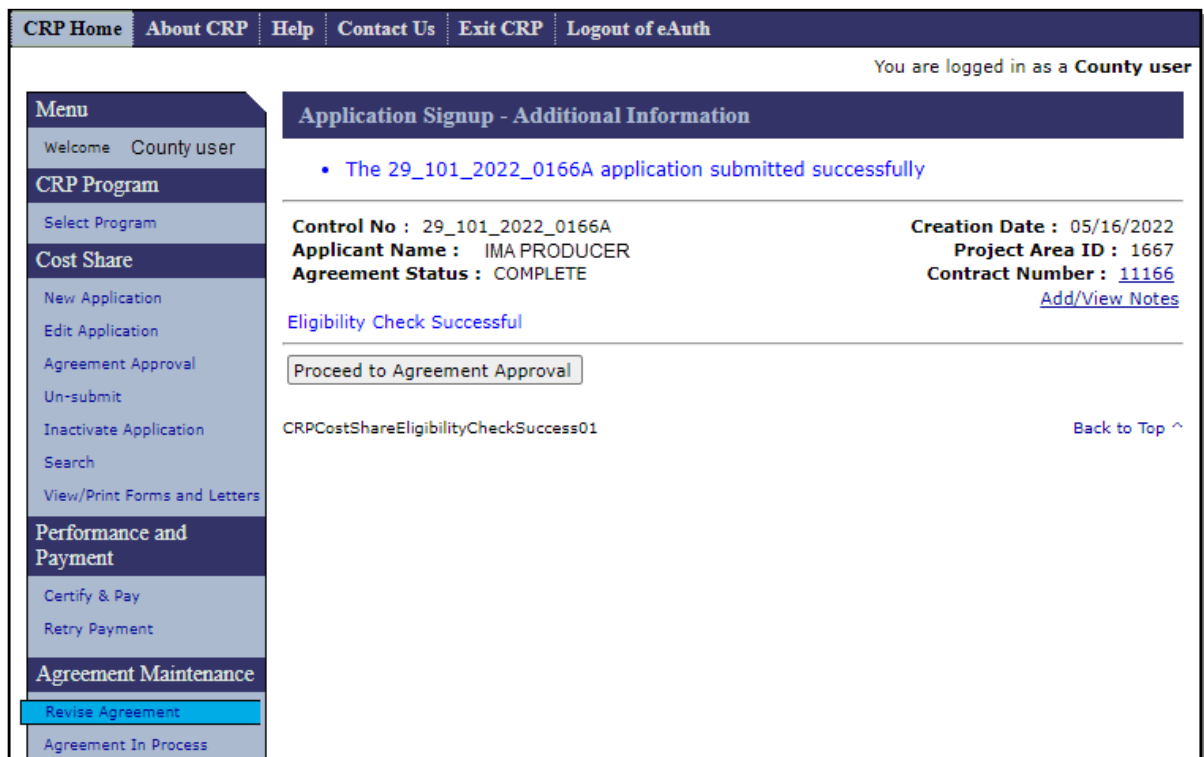 CRP Home About CRP Help Contact Us Exit CRP Logout of eAuth
You are logged in as a County user
Menu
Welcome County user
CRP Program
Select Program
Cost Share
New Application
Edit Application
Agreement Approval
Un-submit
Inactivate Application
Search
View/Print Forms and Letters
Performance and
Payment
Certify & Pay
Retry Payment
Agreement Maintenance
Revise Agreement
Agreement In Process
Application Signup - Additional Information
• The 29_101_2022_0166A application submitted successfully
Control No : 29_101_2022_0166A
Applicant Name : IMA PRODUCER
Agreement Status : COMPLETE
Creation Date : 05/16/2022
Project Area ID : 1667
Contract Number : 11166
Add/View Notes
Eligibility Check Successful
Proceed to Agreement Approval
CRPCostShareEligibilityCheckSuccess01
Back to Top ^